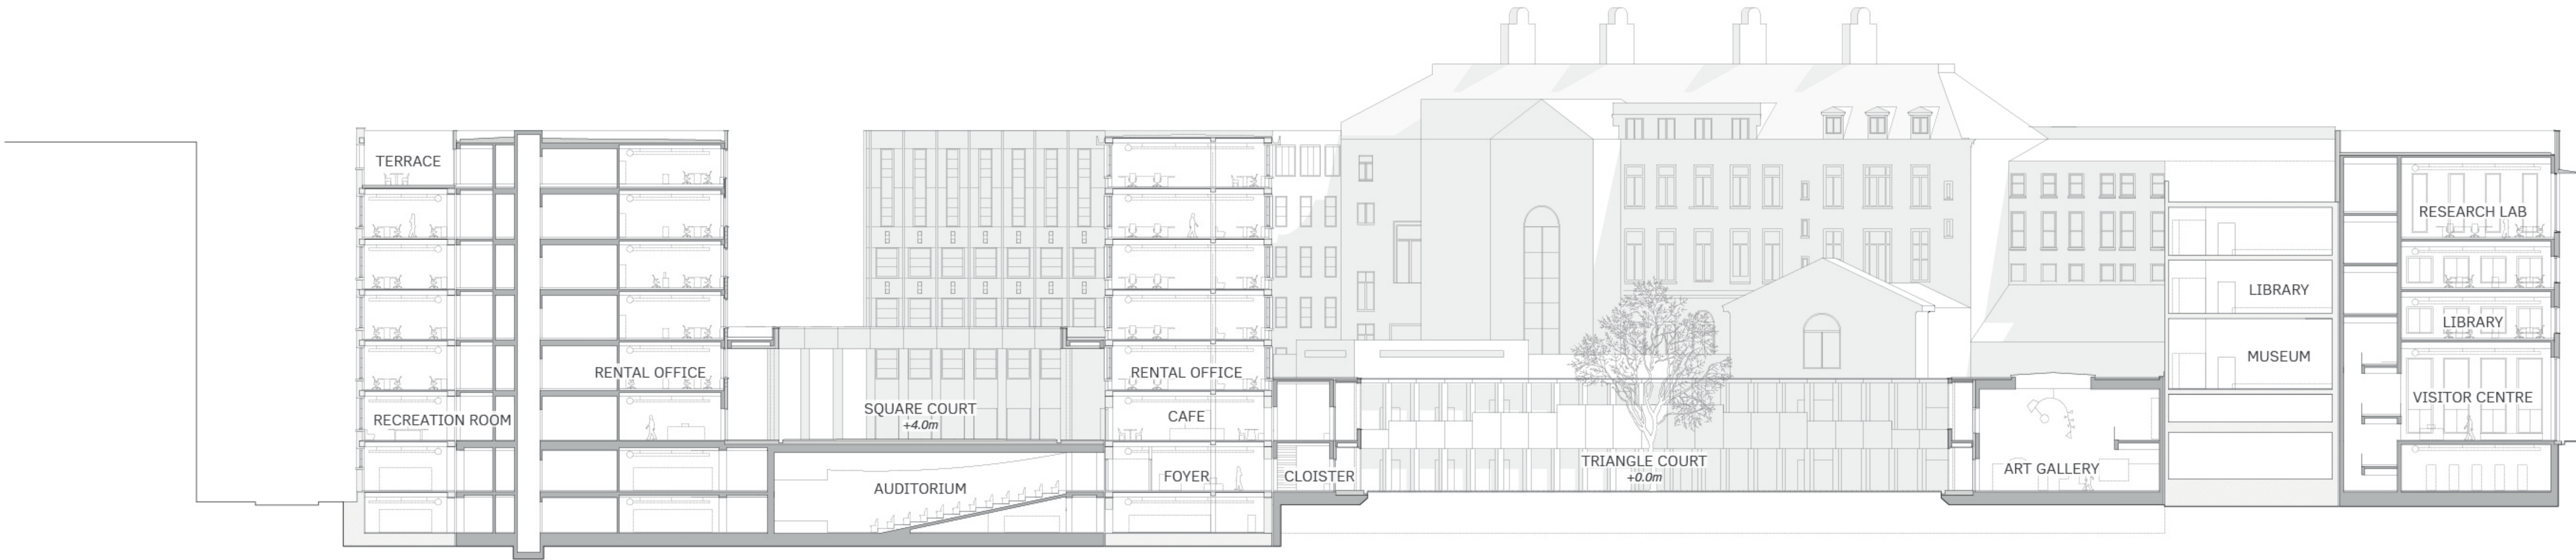 TERRACE
RESEARCH LAB
LIBRARY
LIBRARY
MUSEUM
RENTAL OFFICE
RENTAL OFFICE
VISITOR CENTRE
SQUARE COURT
+4.0m
CAFE
RECREATION ROOM
TRIANGLE COURT
+0.0m
ART GALLERY
FOYER
CLOISTER
AUDITORIUM